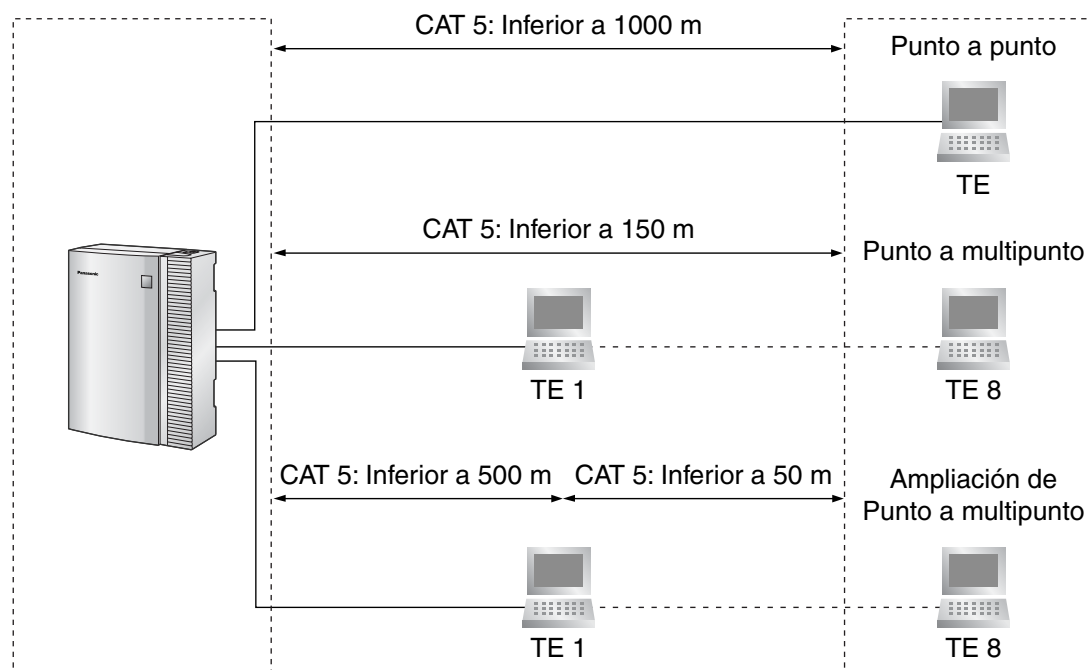 CAT 5: Inferior a 1000 m
Punto a punto
TE
CAT 5: Inferior a 150 m
Punto a multipunto
Panasonic
TE 1
TE 8
CAT 5: Inferior a 500 m
CAT 5: Inferior a 50 m
Ampliación de
Punto a multipunto
TE 1
TE 8